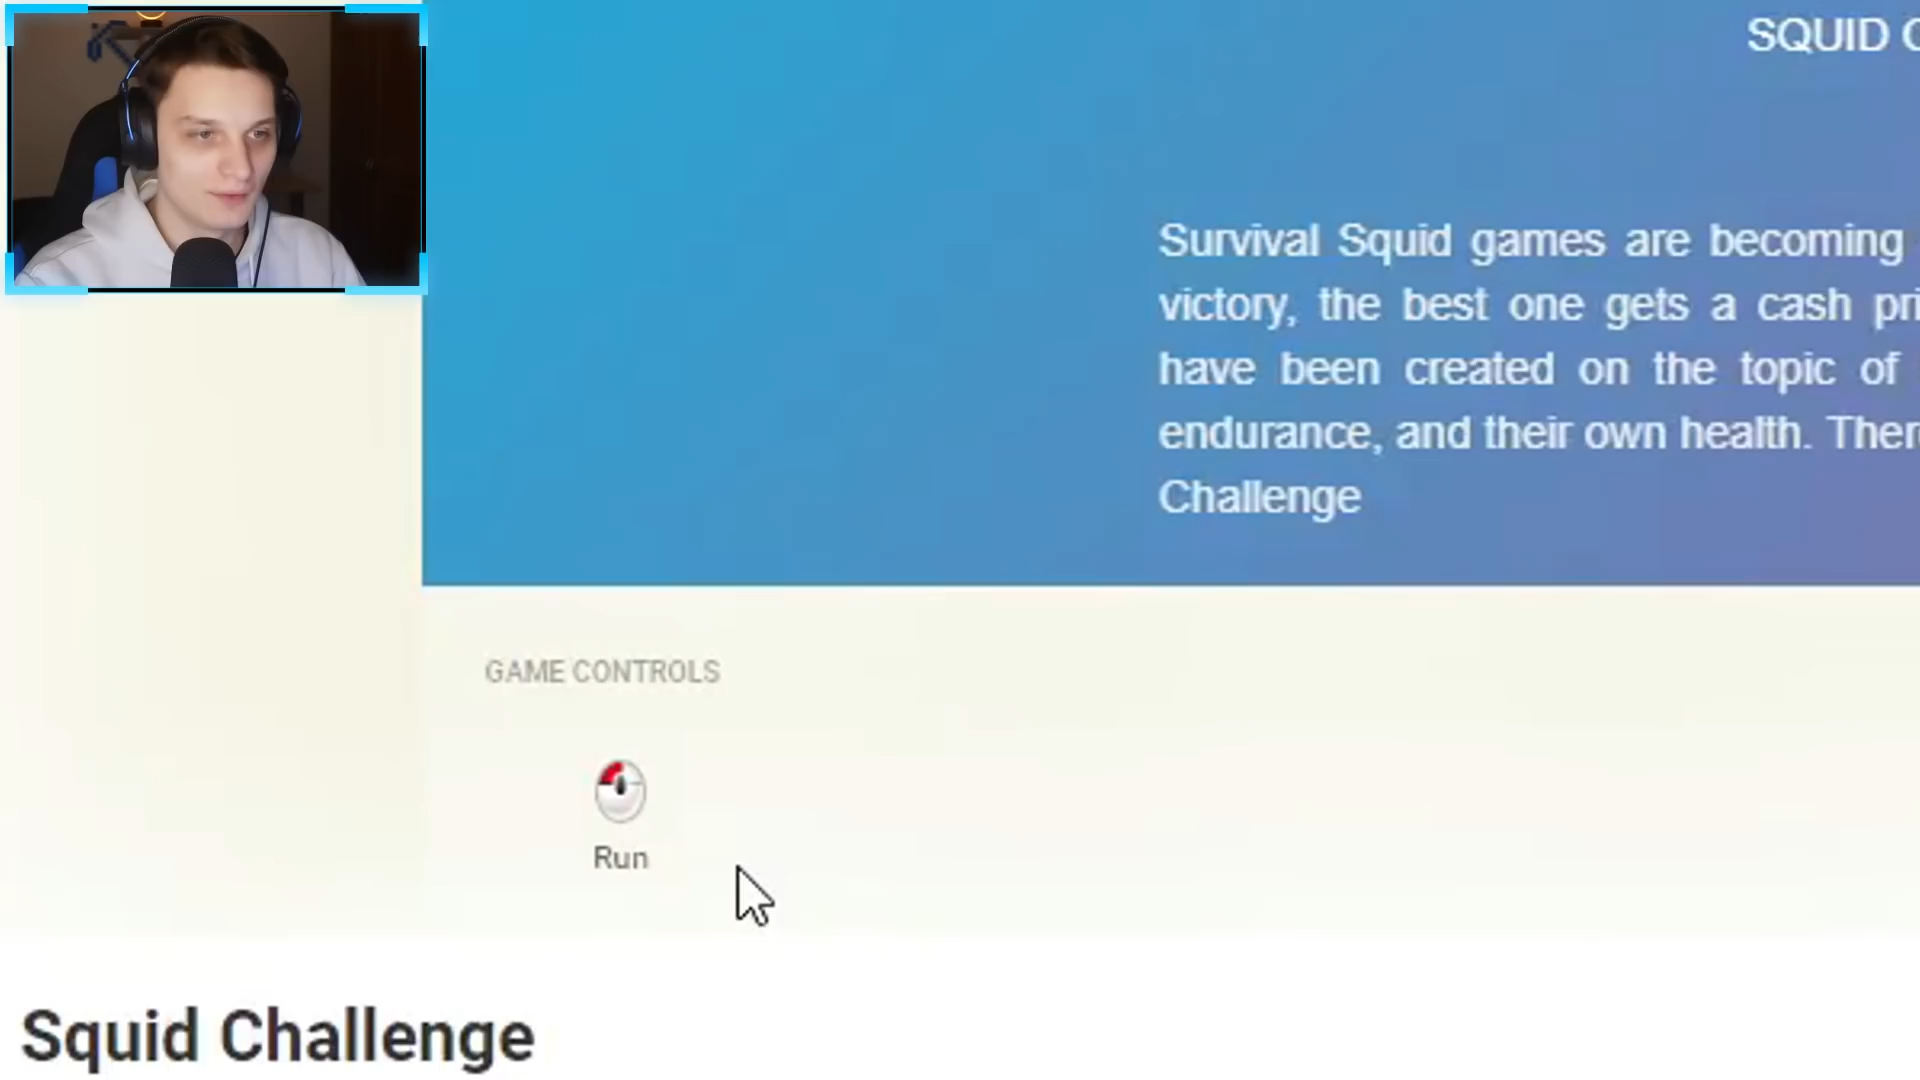 SQUID
Survival Squid games are becoming
victory, the best one gets a cash
have been created on the topic of
endurance, and their own health.
Challenge
GAME CONTROLS
Run
Squid Challenge